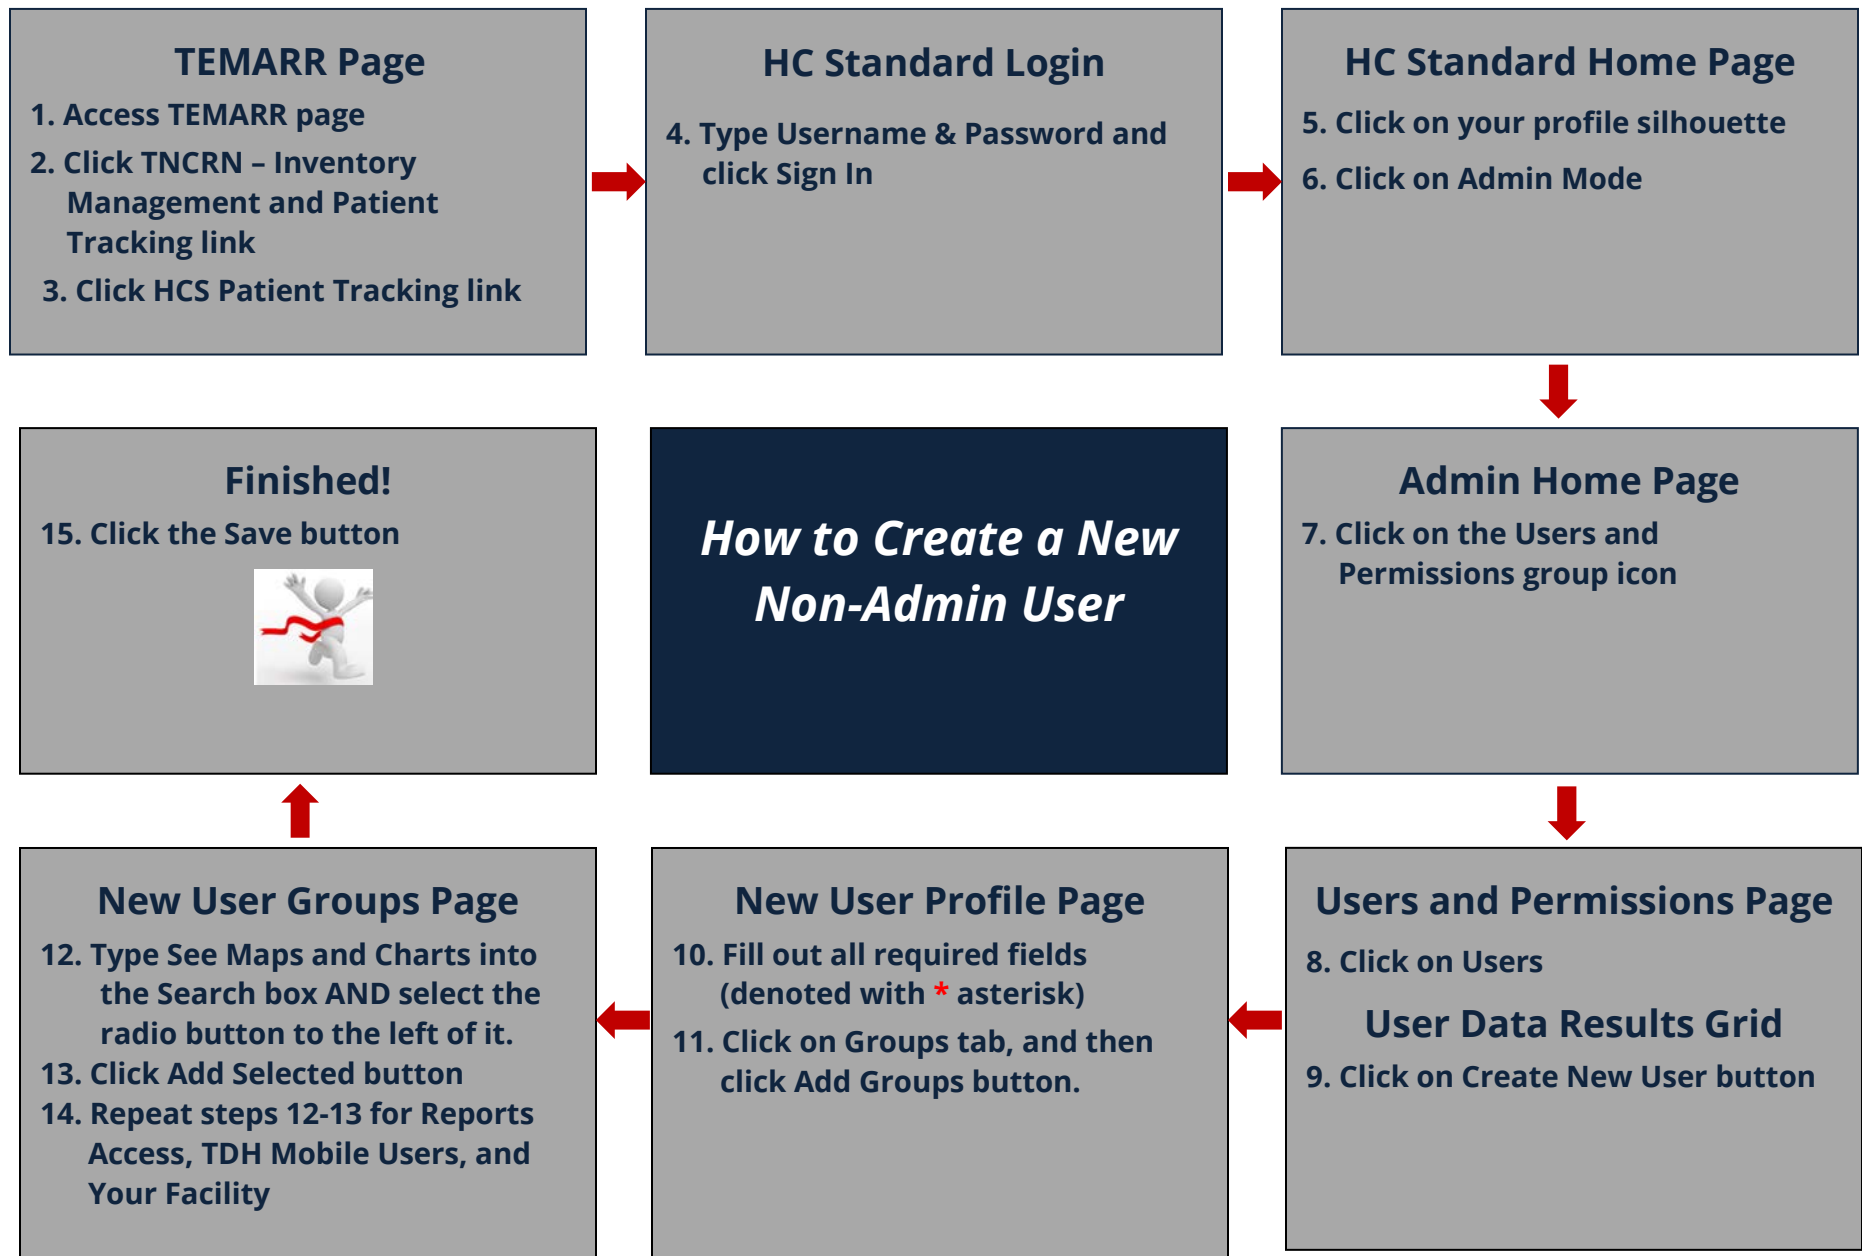 TEMARR Page
1. Access TEMARR page
2. Click TNCRN – Inventory
Management and Patient
Tracking link
3. Click HCS Patient Tracking link
HC Standard Login
4. Type Username & Password and
click Sign In
HC Standard Home Page
5. Click on your profile silhouette
6. Click on Admin Mode
Finished!
15. Click the Save button
How to Create a New
Non-Admin User
Admin Home Page
7. Click on the Users and
Permissions group icon
New User Groups Page
12. Type See Maps and Charts into
the Search box AND select the
radio button to the left of it.
13. Click Add Selected button
14. Repeat steps 12-13 for Reports
Access, TDH Mobile Users, and
Your Facility
New User Profile Page
10. Fill out all required fields
(denoted with * asterisk)
11. Click on Groups tab, and then
click Add Groups button.
Users and Permissions Page
8. Click on Users
User Data Results Grid
9. Click on Create New User button